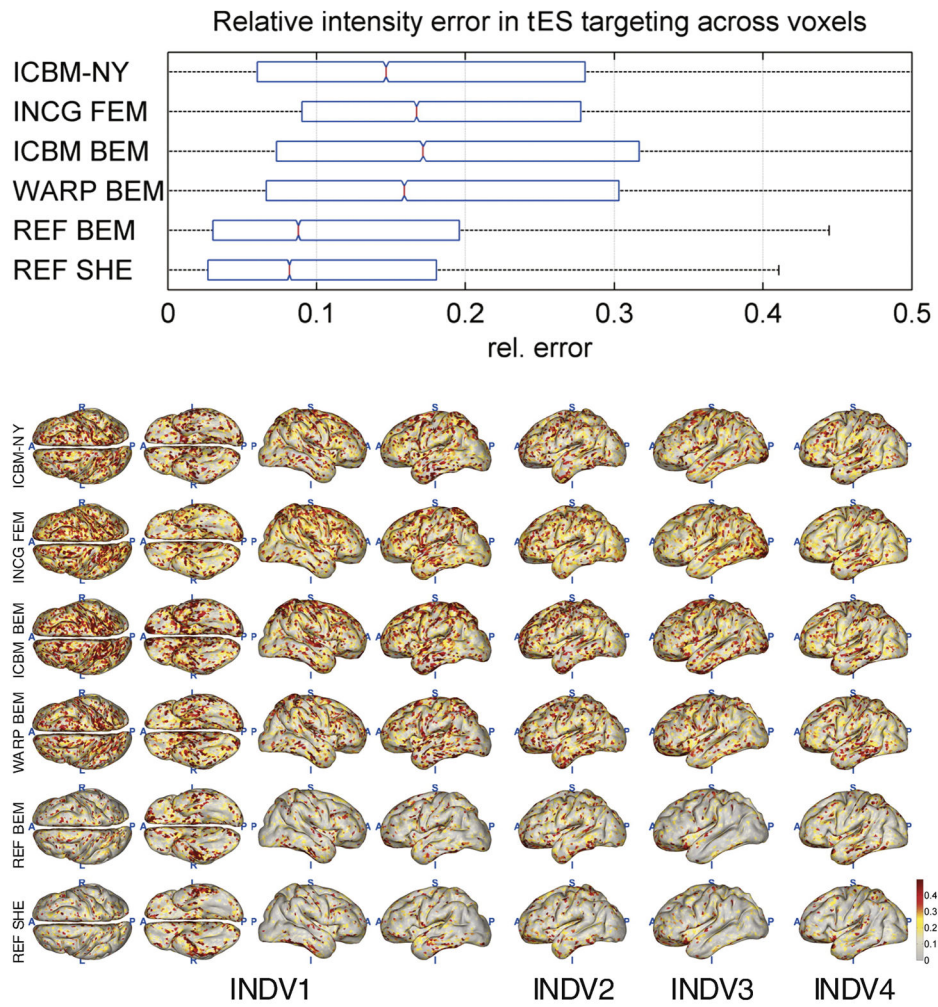 Relative intensity error in tES targeting across voxels
ICBM-NY
INCG FEM
ICBM BEM
WARP BEM
REF BEM
REF SHE
0 0.1 0.2 0.3 0.4 0.5
rel. error
ICBM-NY
R L S S S S S
A P P A P A P A P
L R I I I I I
INCG FEM
R L S S S S S
A P P A P A P A P
L R I I I I I
ICBM BEM
R L S S S S S
A P P A P A P A P
L R I I I I I
WARP BEM
R L S S S S S
A P P A P A P A P
L R I I I I I
REF BEM
R L S S S S S
A P P A P A P A P
L R I I I I I
REF SHE
R L S S S S S
A P P A P A P A P
L R I I I I I
0.4
0.3
0.2
0.1
0
INDV1 INDV2 INDV3 INDV4